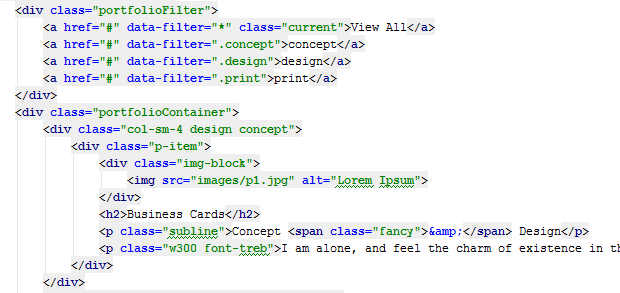 <div class="portfolioFilter">
<a href="#" data-filter="*" class="current">View All</a>
<a href="#" data-filter=".concept">concept</a>
<a href="#" data-filter=".design">design</a>
<a href="#" data-filter=".print">print</a>
</div>
<div class="portfolioContainer">
<div class="col-sm-4 design concept">
<div class="p-item">
<div class="img-block">
<img src="images/p1.jpg" alt="Lorem Ipsum">
</div>
<h2>Business Cards</h2>
<p class="subline">Concept <span class="fancy">&amp;</span> Design</p>
<p class="w300 font-treb">I am alone, and feel the charm of existence in th
</div>
</div>